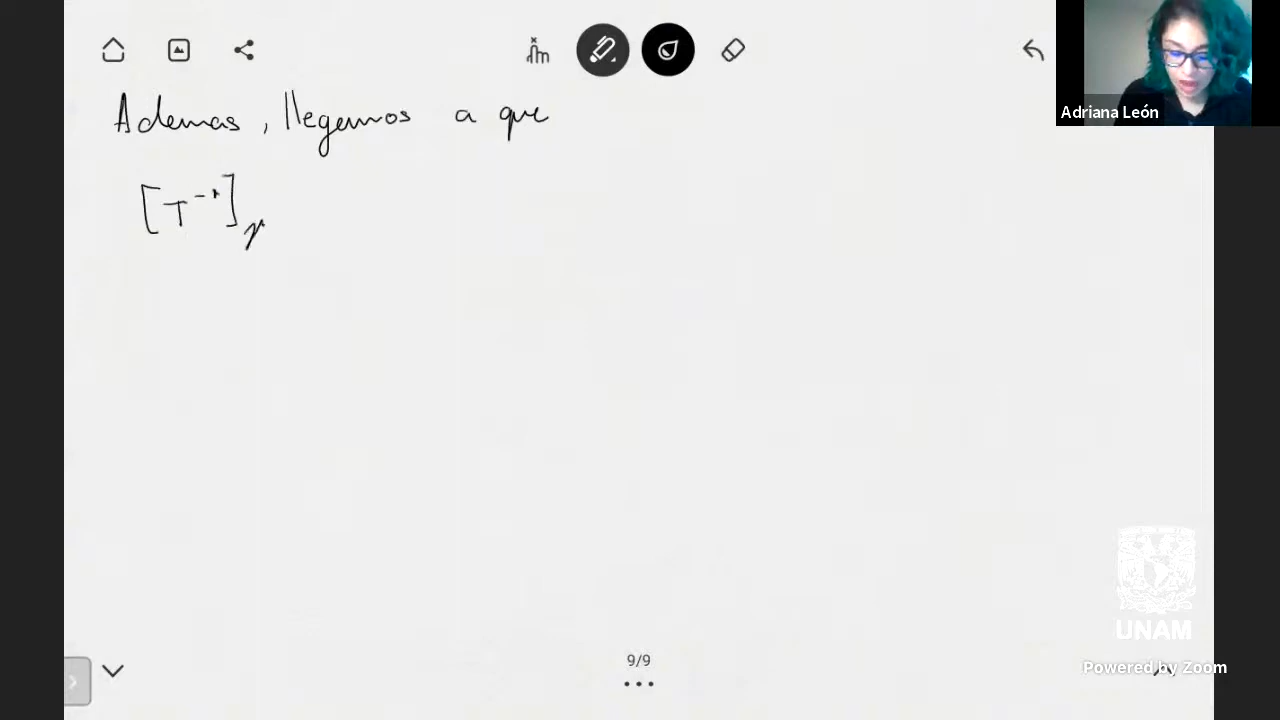 Ademas, llegamos a que
[T⁻¹]γ
Adriana León
9/9
UNAM
Powered by Zoom